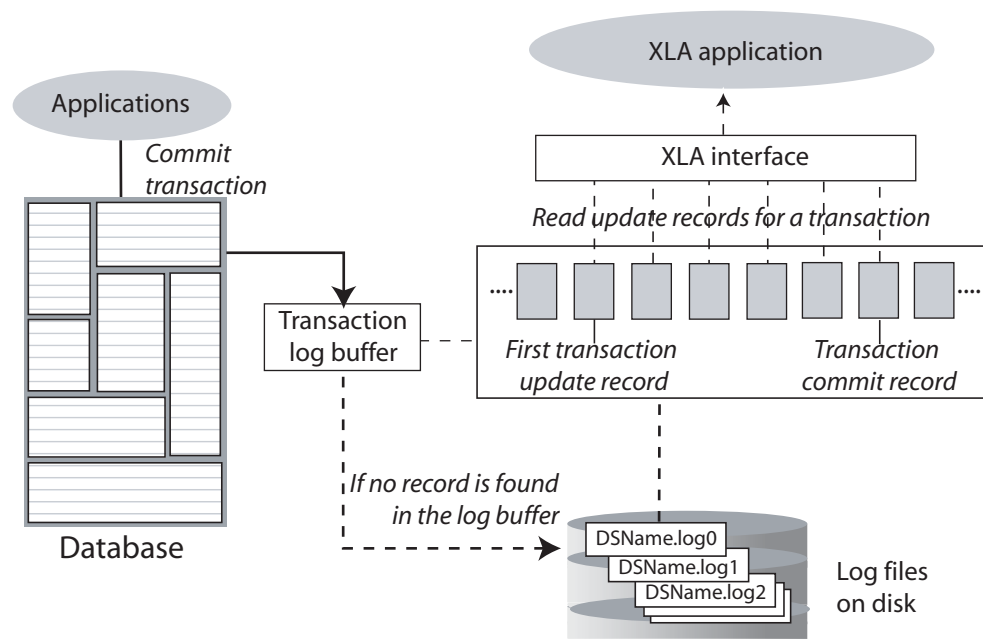 XLA application
Applications
Commit
transaction
XLA interface
Read update records for a transaction
....
....
Transaction
log buffer
First transaction
update record
Transaction
commit record
If no record is found
in the log buffer
Database
DSName.log0
DSName.log1
DSName.log2
Log files
on disk